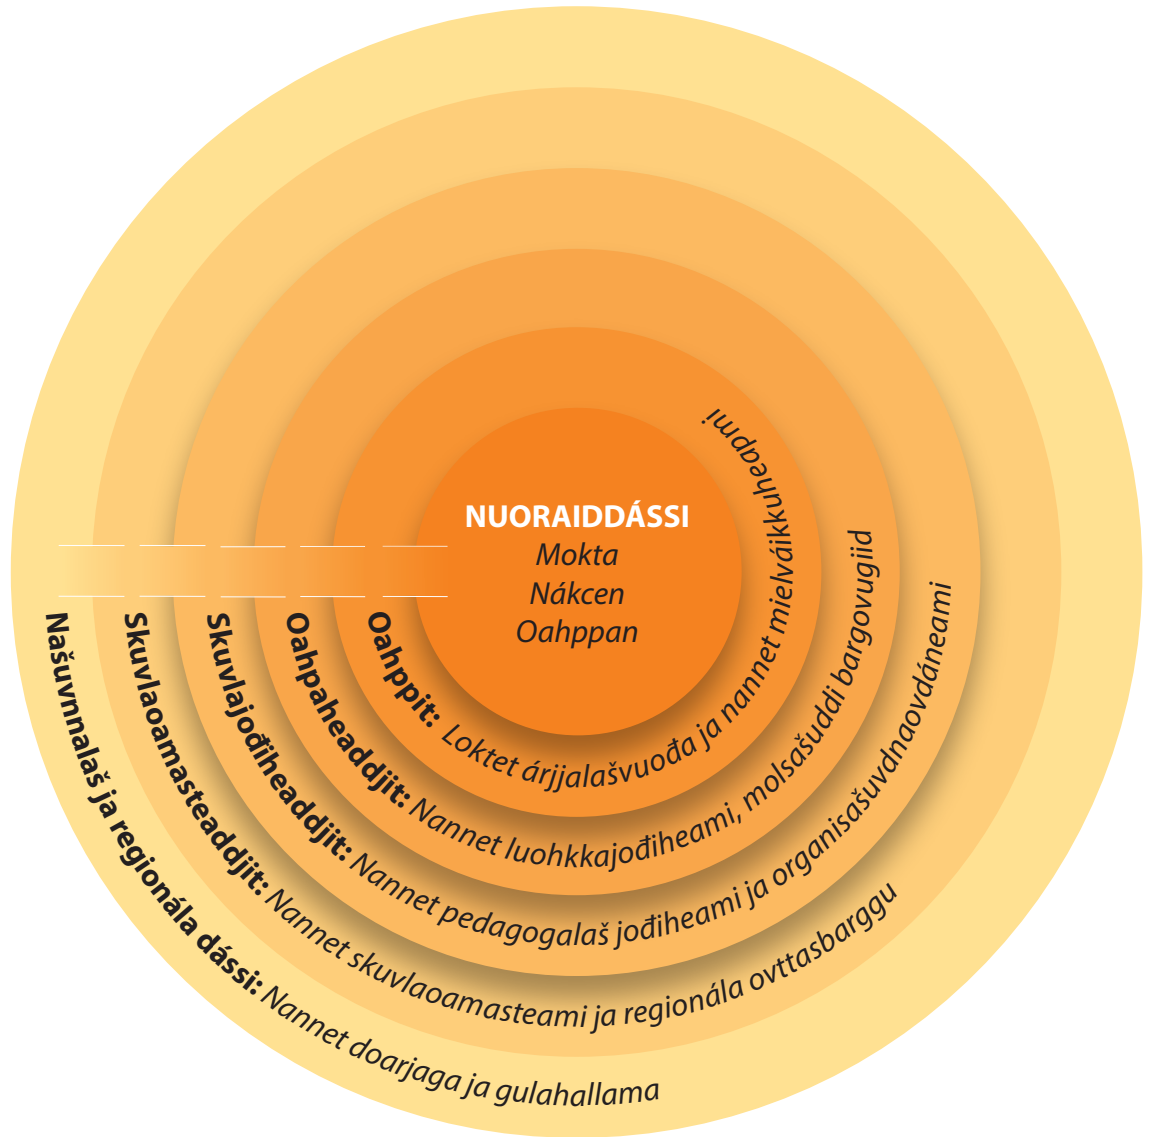 NUORAIDDÁSSI
Mokta
Nákcen
Oahppan
Oahppit: Loktet árjjalašvuođa ja nannet mielváikkuheapmi
Oahpaheaddjit: Nannet luohkkajođiheami, molsašuddi bargovugiid
Skuvlajođiheaddjit: Nannet pedagogalaš jođiheami ja organisašuvdnaovdáneami
Skuvlaoamasteaddjit: Nannet skuvlaoamasteami ja regionála ovttasbarggu
Našuvnnalaš ja regionála dássi: Nannet doarjaga ja gulahallama